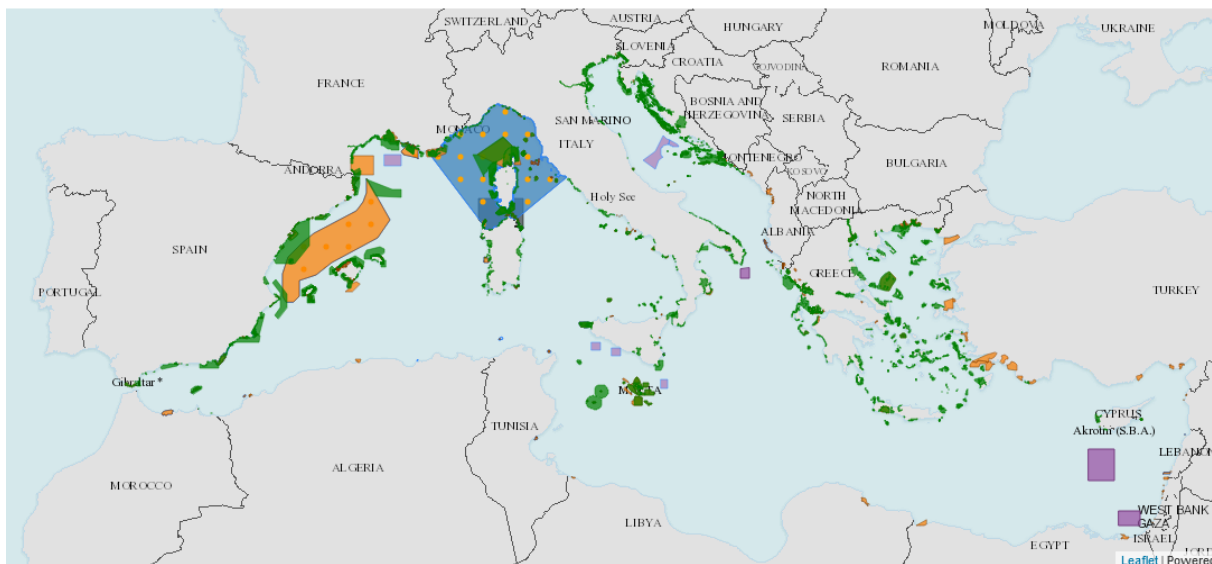 SWITZERLAND
AUSTRIA
HUNGARY
MOLDOVA
UKRAINE
SLOVENIA
CROATIA
VOJVODINA
ROMANIA
FRANCE
BOSNIA AND
HERZEGOVINA
SERBIA
MONACO
SAN MARINO
ITALY
ANDORRA
MONTENEGRO
KOSOVO
BULGARIA
Holy See
NORTH
MACEDONIA
SPAIN
ALBANIA
GREECE
PORTUGAL
TURKEY
Gibraltar *
MALTA
CYPRUS
TUNISIA
LEBANON
ALGERIA
MOROCCO
WEST BANK
GAZA
LIBYA
EGYPT
ISRAEL
Leaflet | Powered